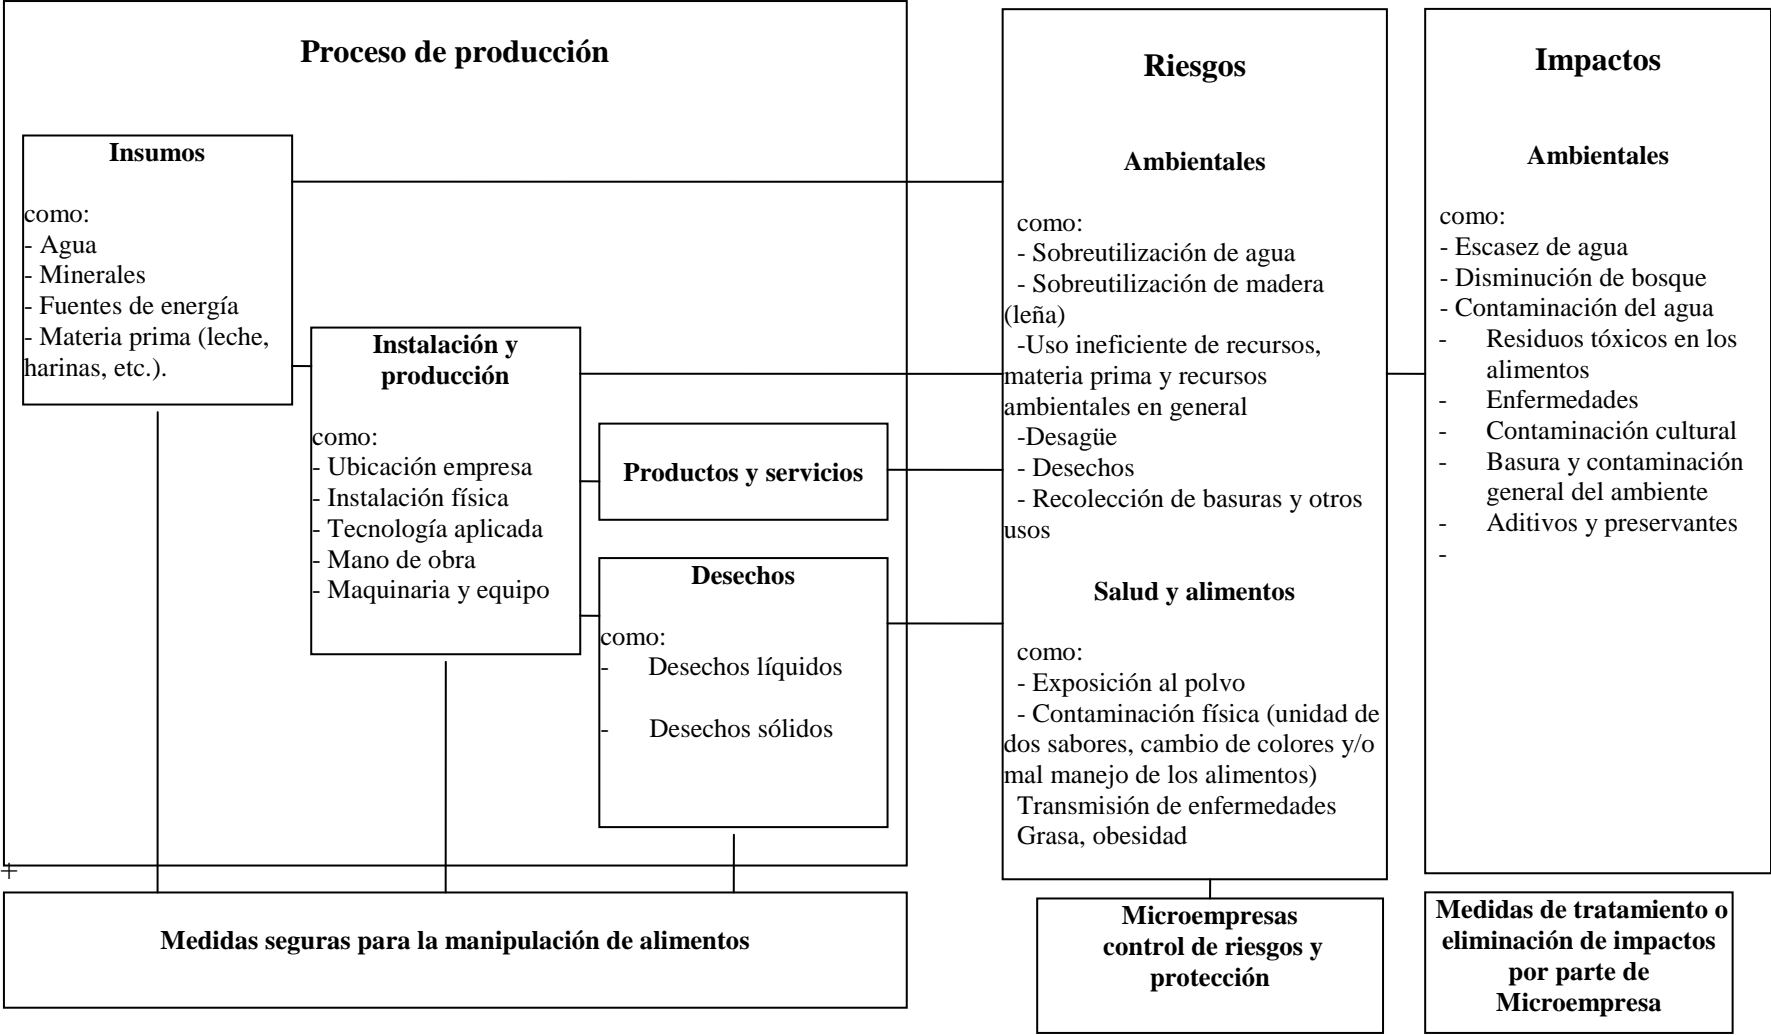 Proceso de producción
Insumos
como:
- Agua
- Minerales
- Fuentes de energía
- Materia prima (leche,
harinas, etc.).
Instalación y
producción
como:
- Ubicación empresa
- Instalación física
- Tecnología aplicada
- Mano de obra
- Maquinaria y equipo
Productos y servicios
Desechos
como:
- Desechos líquidos
- Desechos sólidos
Riesgos
Ambientales
como:
- Sobreutilización de agua
- Sobreutilización de madera
(leña)
-Uso ineficiente de recursos,
materia prima y recursos
ambientales en general
-Desagüe
- Desechos
- Recolección de basuras y otros
usos
Salud y alimentos
como:
- Exposición al polvo
- Contaminación física (unidad de
dos sabores, cambio de colores y/o
mal manejo de los alimentos)
Transmisión de enfermedades
Grasa, obesidad
Impactos
Ambientales
como:
- Escasez de agua
- Disminución de bosque
- Contaminación del agua
- Residuos tóxicos en los
alimentos
- Enfermedades
- Contaminación cultural
- Basura y contaminación
general del ambiente
- Aditivos y preservantes
-
+
Medidas seguras para la manipulación de alimentos
Microempresas
control de riesgos y
protección
Medidas de tratamiento o
eliminación de impactos
por parte de
Microempresa